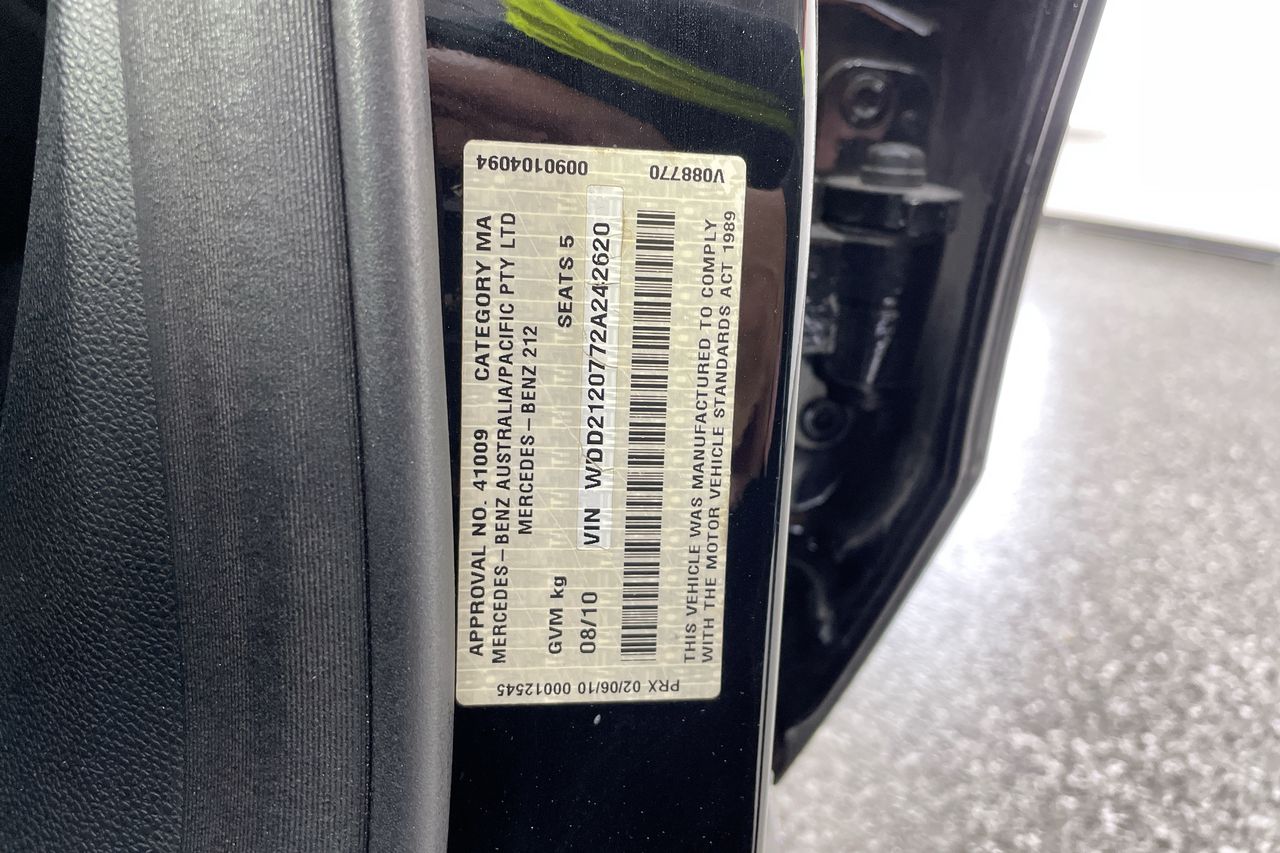 0090104094
V088770
APPROVAL NO. 41009 CATEGORY MA
MERCEDES-BENZ AUSTRALIA/PACIFIC PTY LTD
MERCEDES-BENZ 212
GVM kg SEATS 5
08/10 VIN WDD2120772A242620
THIS VEHICLE WAS MANUFACTURED TO COMPLY
WITH THE MOTOR VEHICLE STANDARDS ACT 1989
PRX 02/06/10 00012545